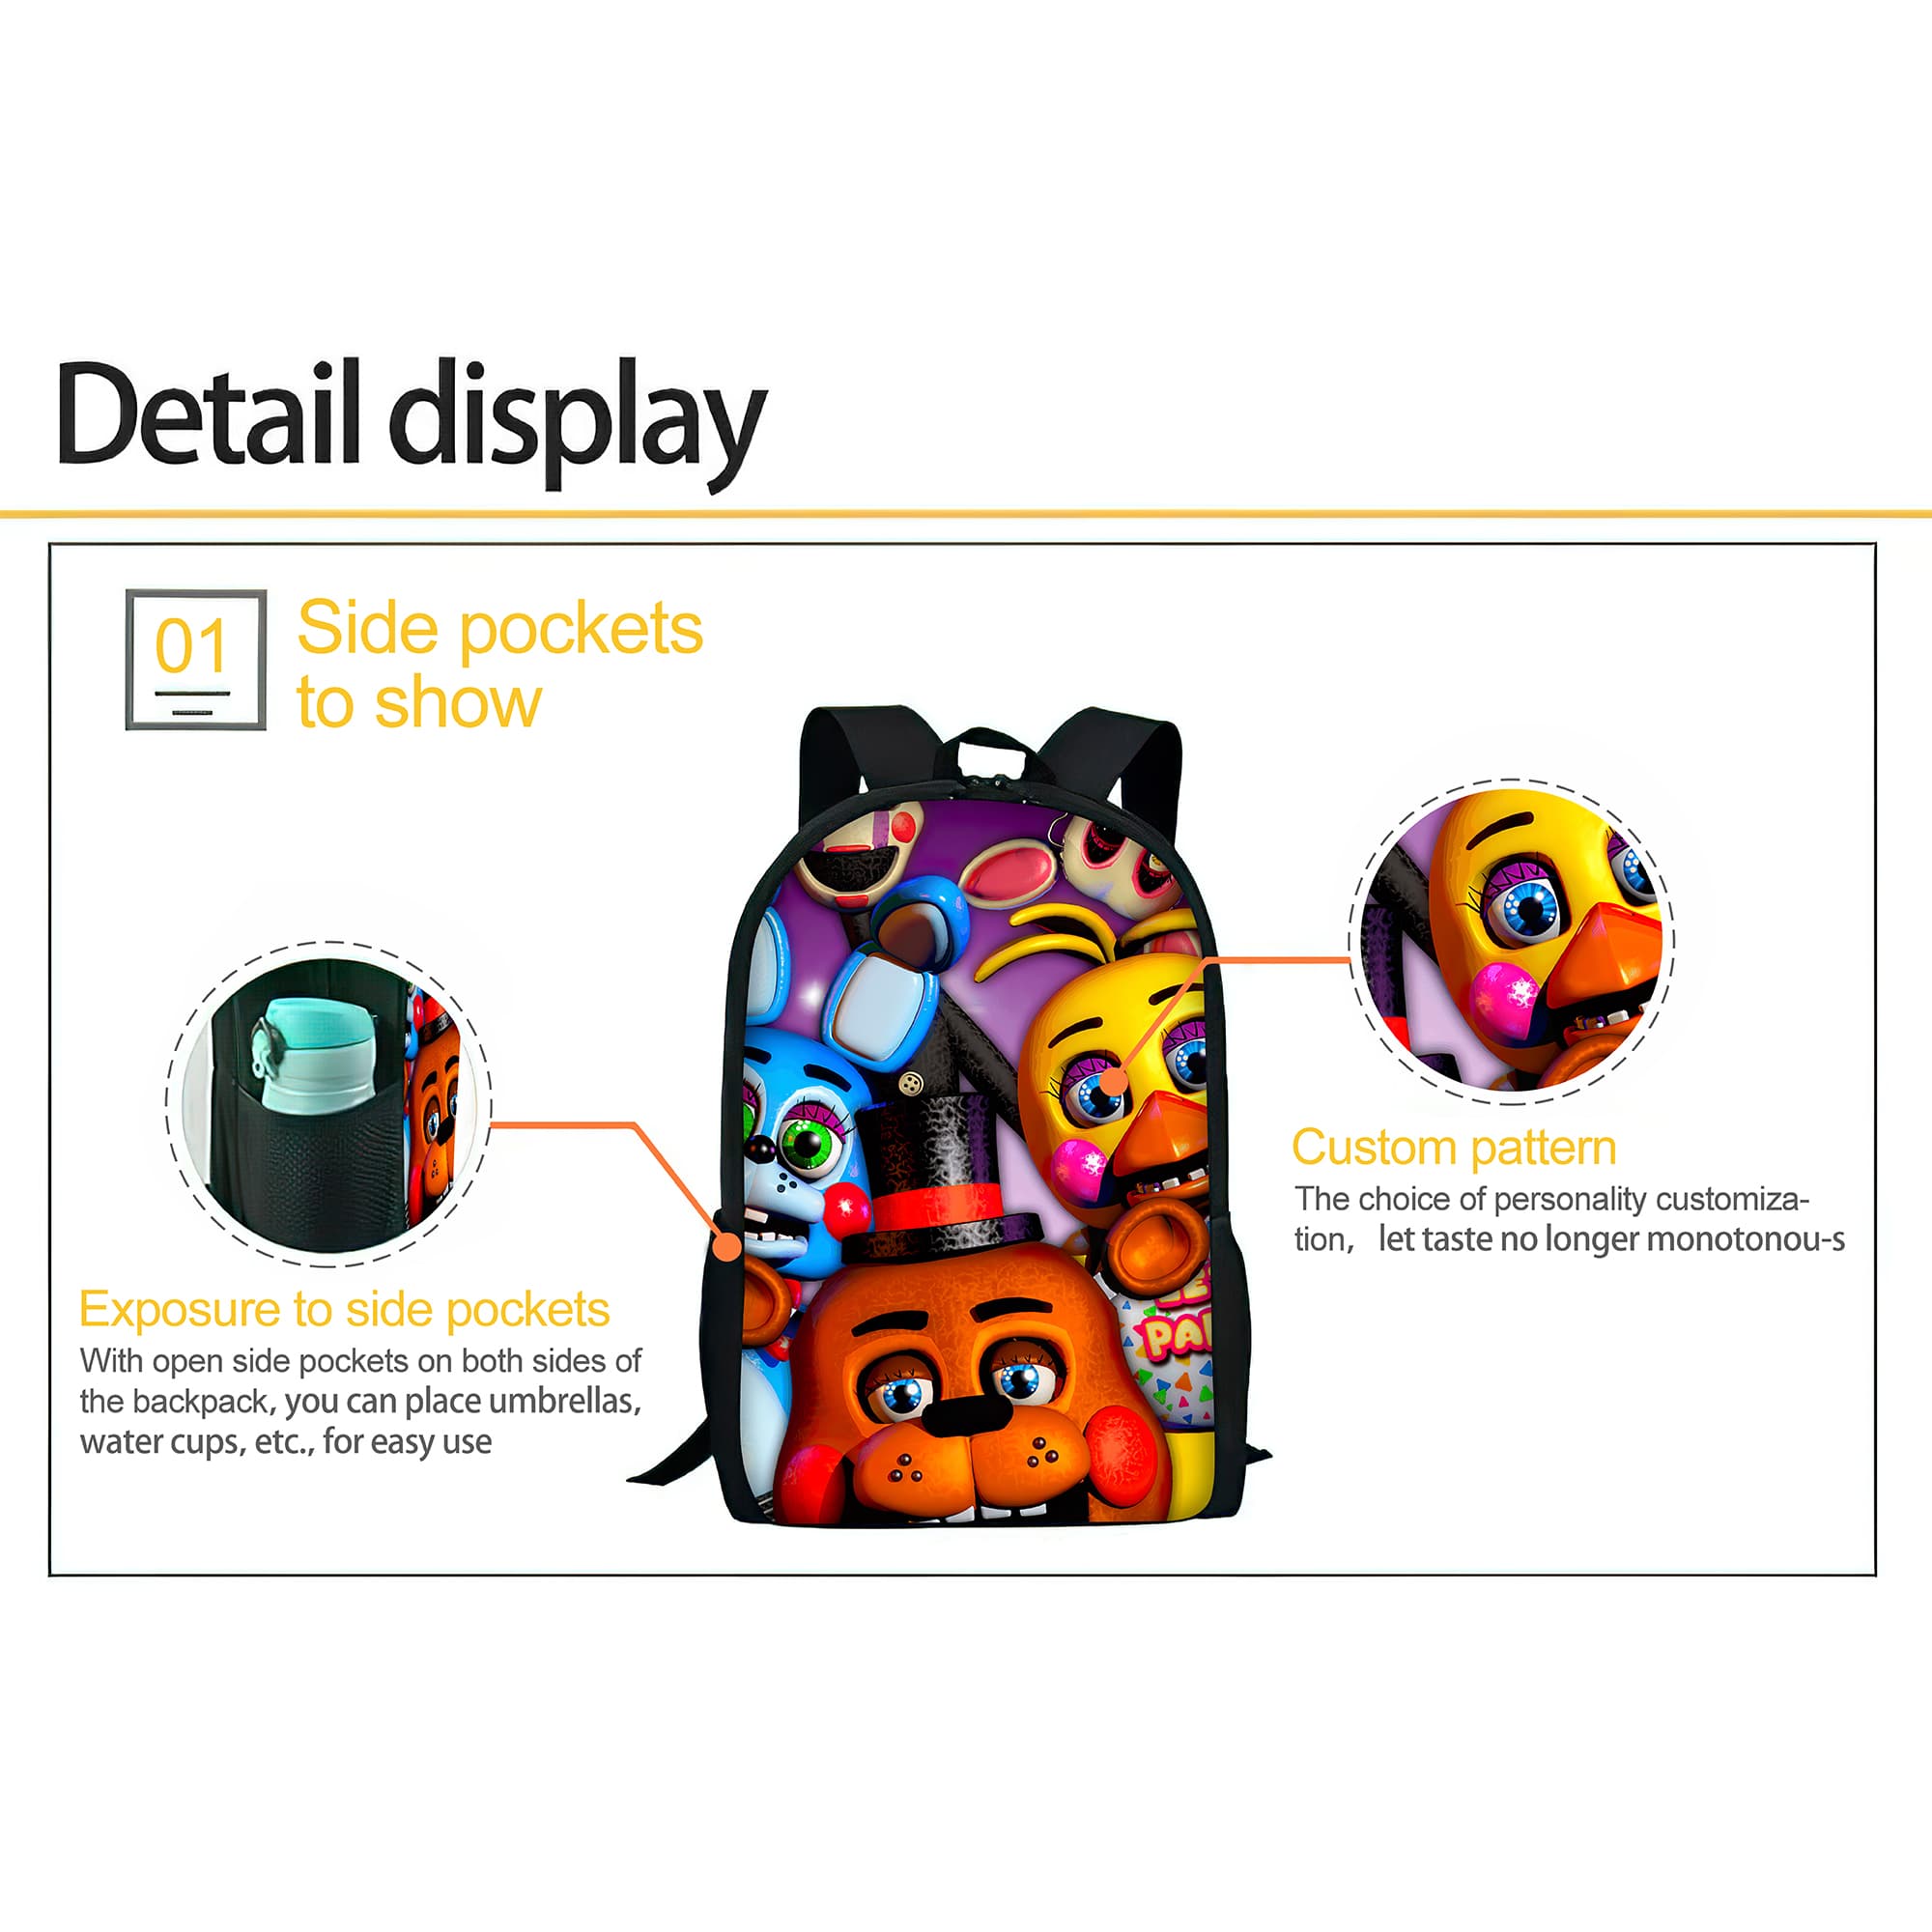 Detail display
01
Side pockets
to show
Custom pattern
The choice of personality customiza-
tion, let taste no longer monotonou-s
Exposure to side pockets
With open side pockets on both sides of
the backpack, you can place umbrellas,
water cups, etc., for easy use